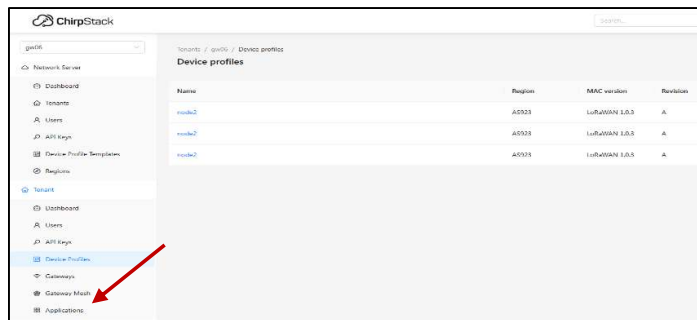 ChirpStack
search...
gw06
Tenants / gw06 / Device profiles
Device profiles
Network Server
Dashboard
Tenants
Users
API Keys
Device Profile Templates
Regions
Tenant
Dashboard
Users
API Keys
Device Profiles
Gateways
Gateway Mesh
Applications
Name Region MAC version Revision
node2 AS923 LoRaWAN 1.0.3 A
node2 AS923 LoRaWAN 1.0.3 A
node2 AS923 LoRaWAN 1.0.3 A